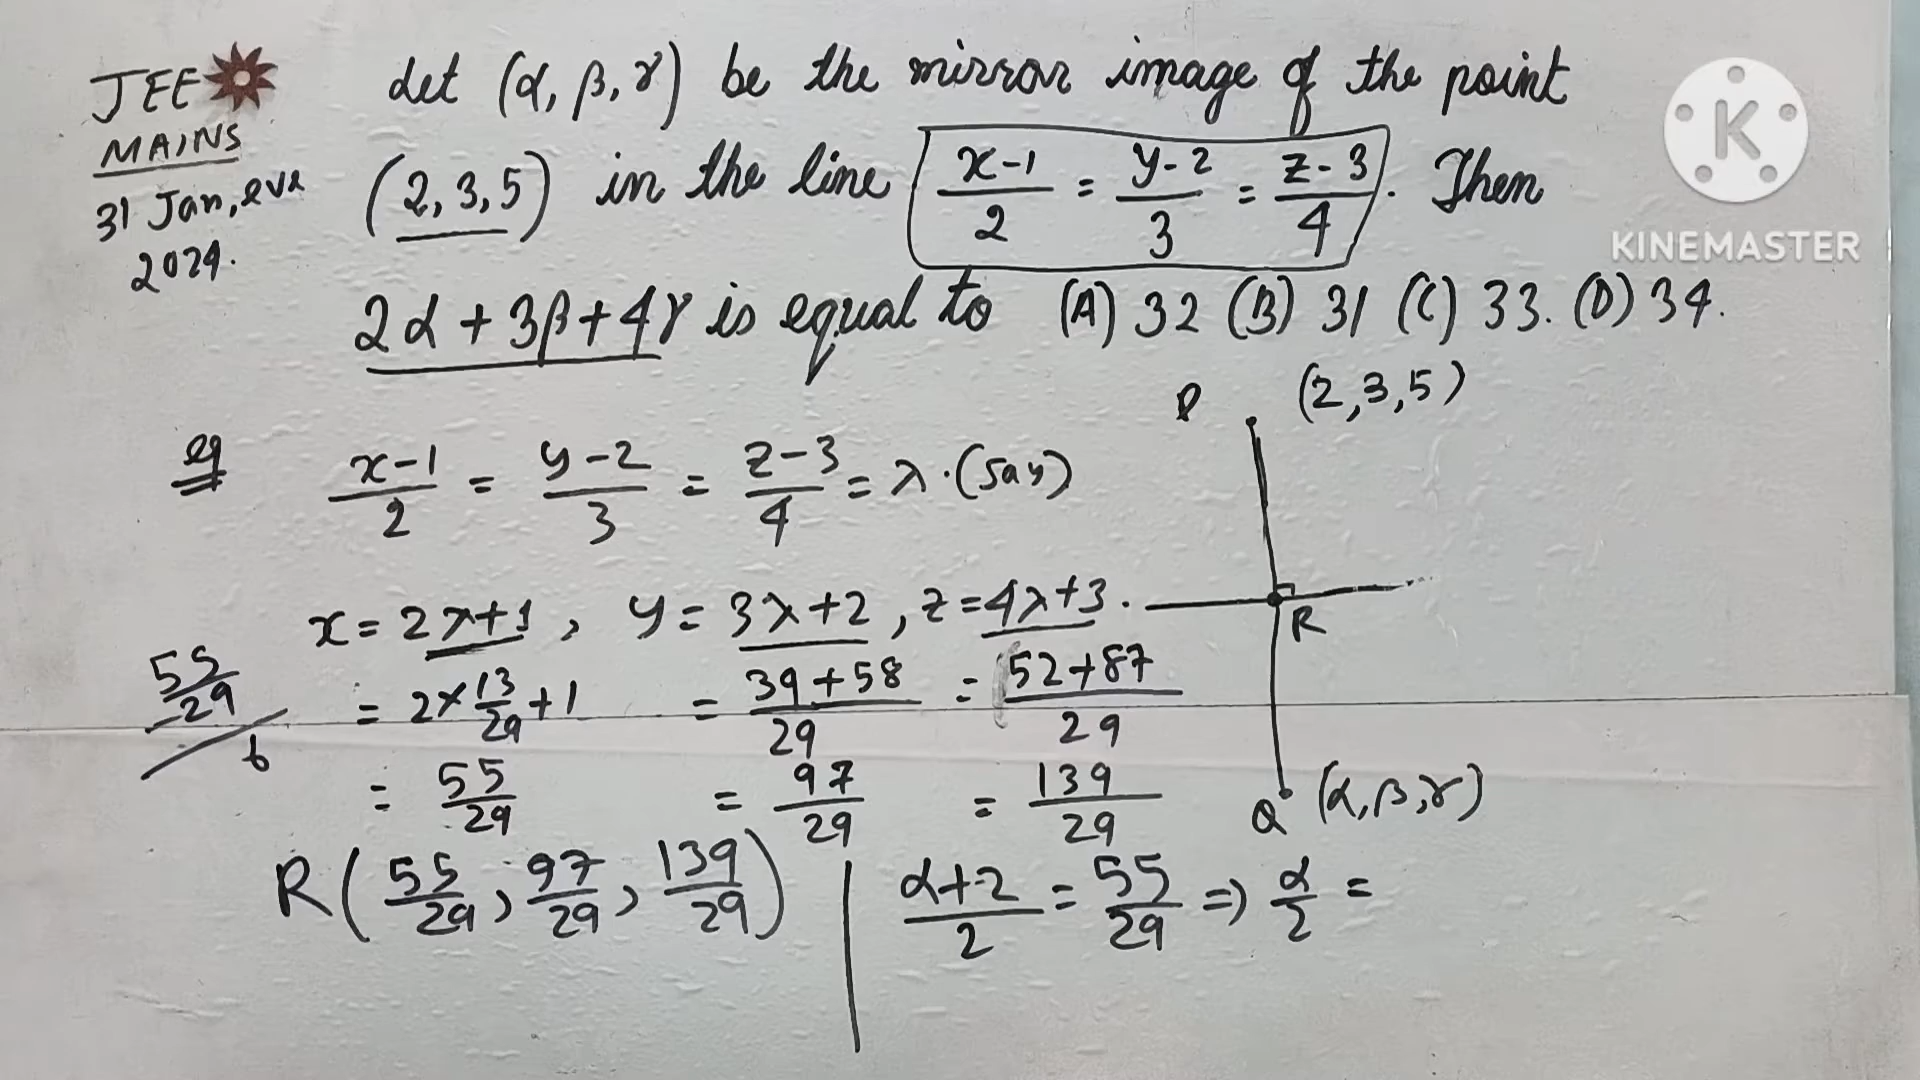 JEE
MAINS
31 Jan, eve
2024.
Let (α, β, γ) be the mirror image of the point
(2, 3, 5) in the line (x-1)/2 = (y-2)/3 = (z-3)/4. Then
2α + 3β + 4γ is equal to (A) 32 (B) 31 (C) 33. (D) 34.
K
KINEMASTER
(x-1)/2 = (y-2)/3 = (z-3)/4 = λ.(say)
x = 2λ+1, y = 3λ+2, z = 4λ+3.
= 2×13/29+1 = (39+58)/29 = (52+87)/29
= 55/29 = 97/29 = 139/29
R(55/29, 97/29, 139/29)
55/29
(α+2)/2 = 55/29 ⇒ α/2 =
P (2,3,5)
R
Q (α,β,γ)